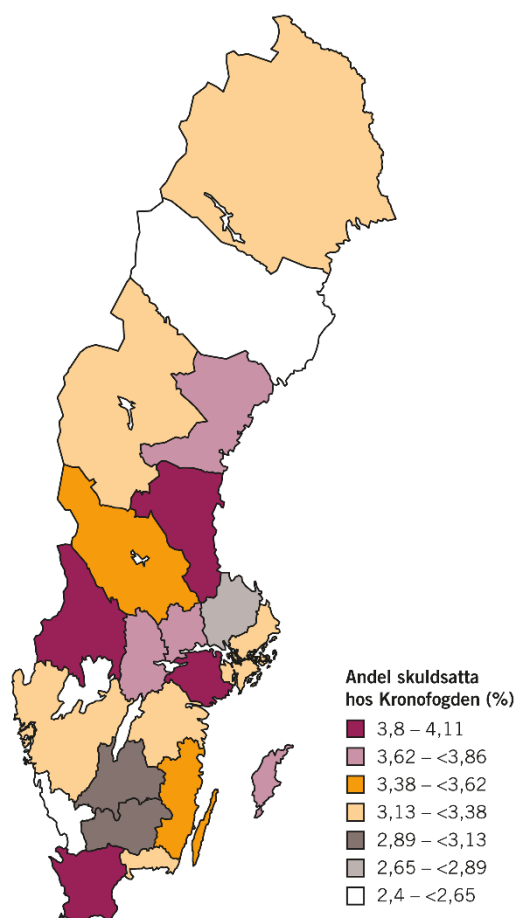 Andel skuldsatta
hos Kronofogden (%)
3,8 – 4,11
3,62 – <3,86
3,38 – <3,62
3,13 – <3,38
2,89 – <3,13
2,65 – <2,89
2,4 – <2,65